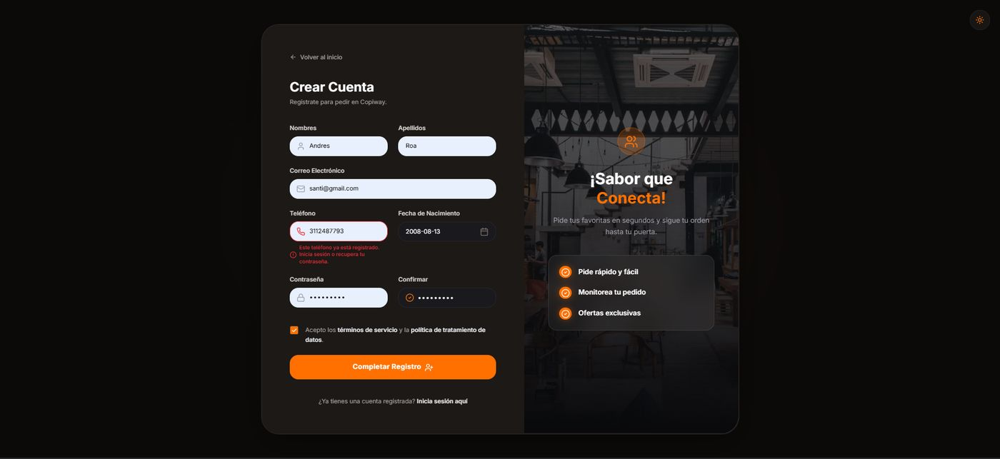 Volver al inicio
Crear Cuenta
Regístrate para pedir en Copiway.
Nombres
Apellidos
Andres
Roa
Correo Electrónico
santi@gmail.com
Teléfono
Fecha de Nacimiento
3112487793
2008-08-13
Este teléfono ya está registrado.
Inicia sesión o recupera tu
contraseña.
Contraseña
Confirmar
•••••••••
•••••••••
Acepto los términos de servicio y la política de tratamiento de
datos.
Completar Registro
¿Ya tienes una cuenta registrada? Inicia sesión aquí
¡Sabor que
Conecta!
Pide tus favoritas en segundos y sigue tu orden
hasta tu puerta.
Pide rápido y fácil
Monitorea tu pedido
Ofertas exclusivas